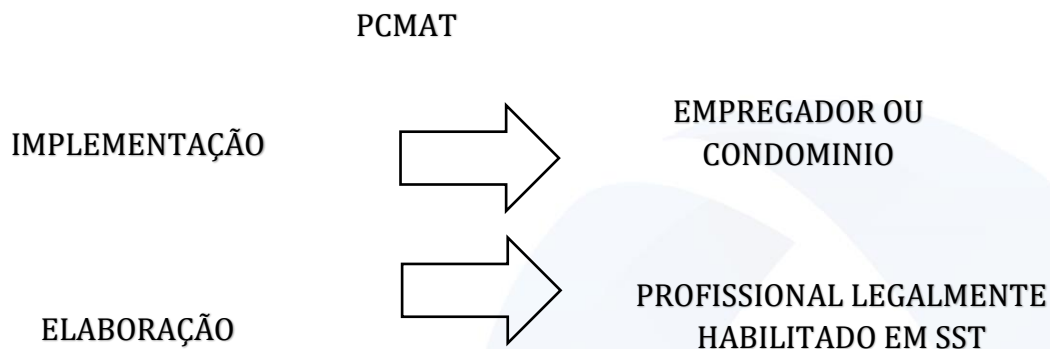 PCMAT
IMPLEMENTAÇÃO
EMPREGADOR OU
CONDOMINIO
ELABORAÇÃO
PROFISSIONAL LEGALMENTE
HABILITADO EM SST